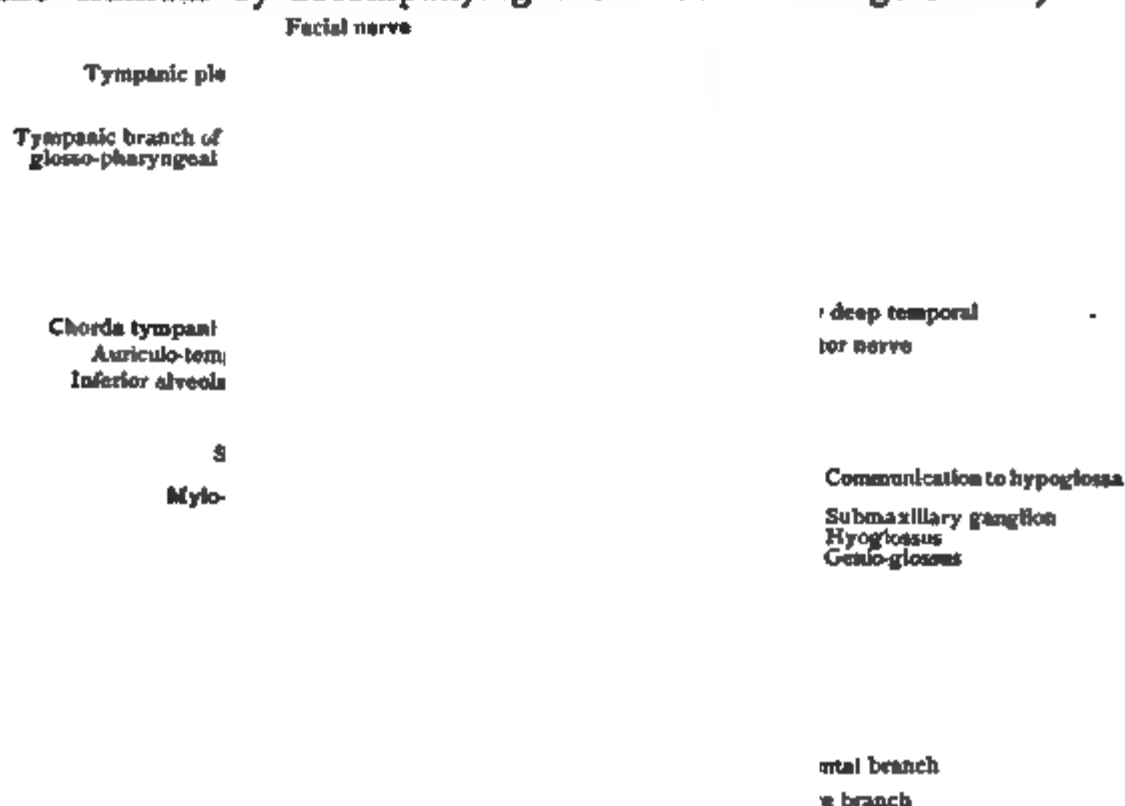 Facial nerve
Tympanic ple
Tympanic branch of
glosso-pharyngeal
deep temporal
Chorda tympani
tor nerve
Auriculo-tem
Inferior alveola
S
Communication to hypoglossa
Mylo-
Submaxillary ganglion
Hyoglossus
Genio-glossus
ntal branch
e branch